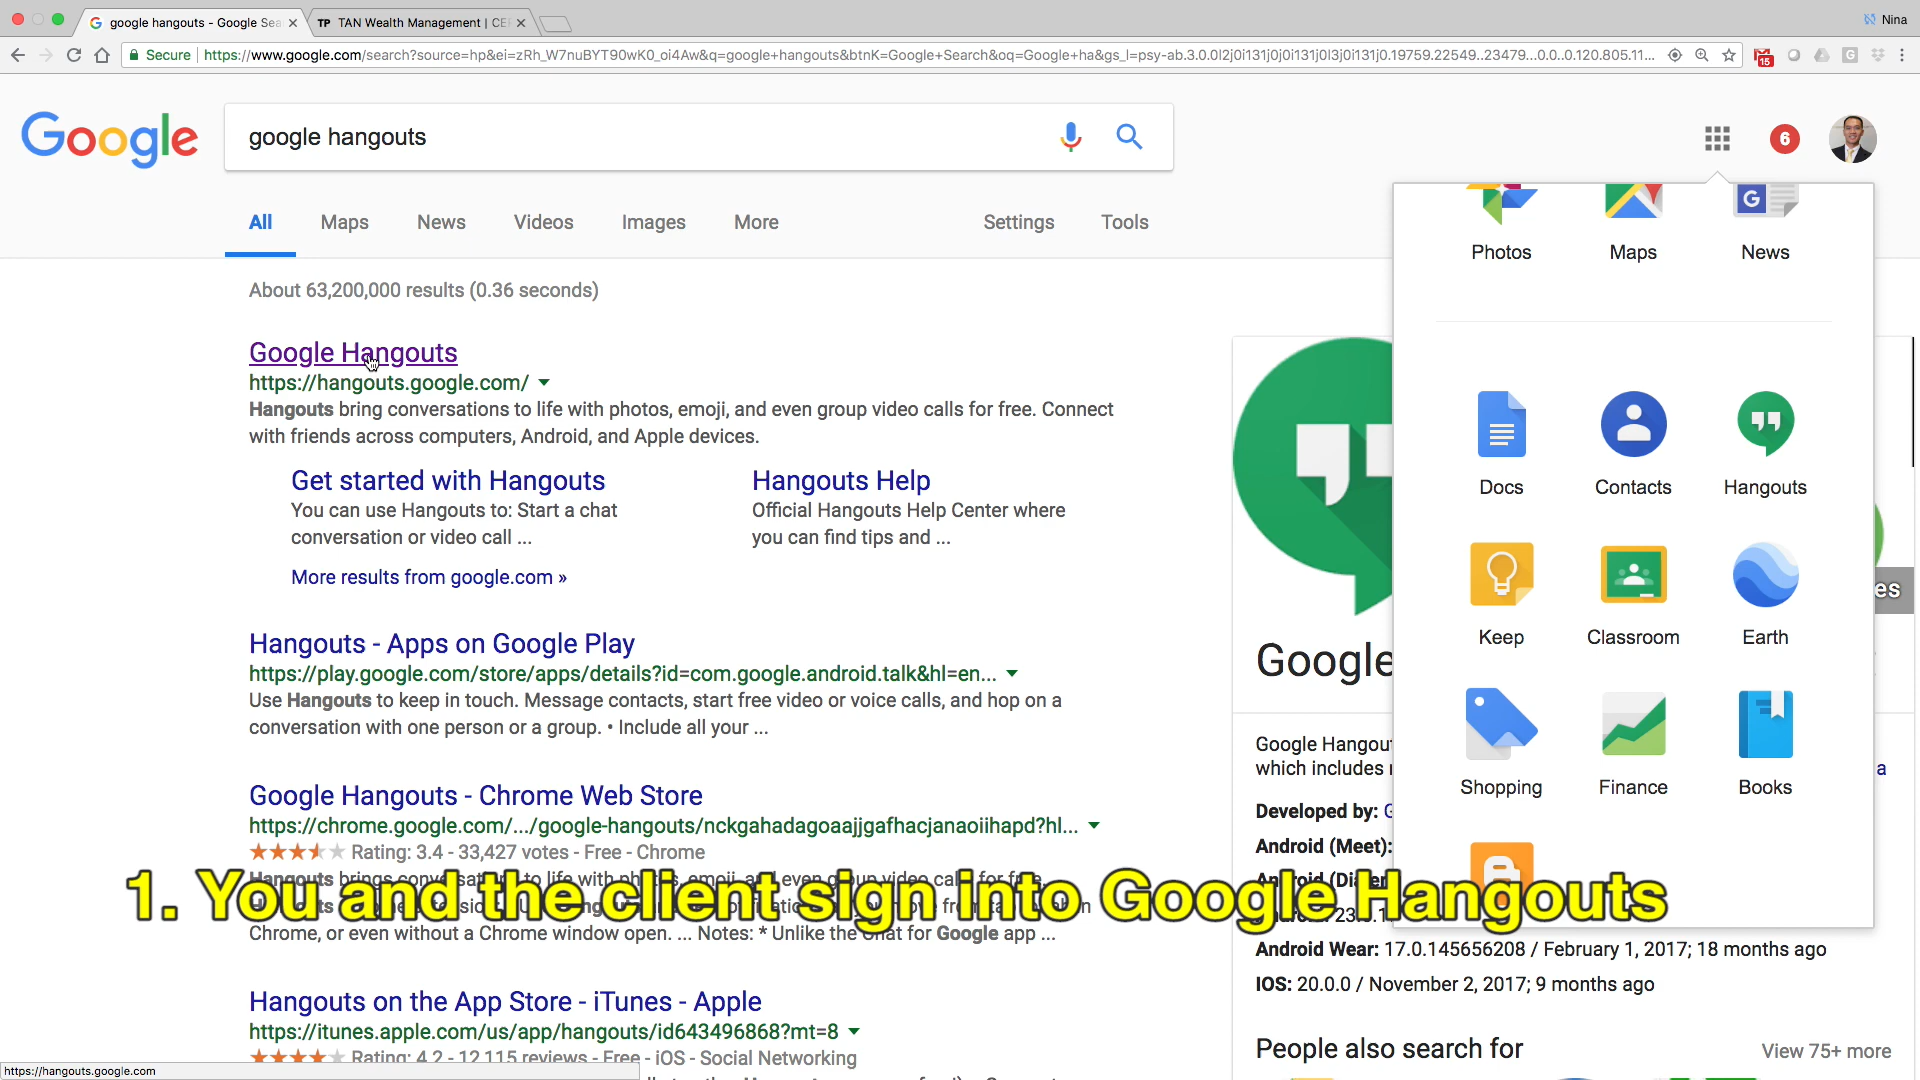 google hangouts - Google Sea
TP TAN Wealth Management | CEF
Nina
Secure
https://www.google.com/search?source=hp&ei=zRh_W7nuBYT90wK0_oi4Aw&q=google+hangouts&btnK=Google+Search&oq=Google+ha&gs_l=psy-ab.3.0.0l2j0i131j0j0i131j0l3j0i131j0.19759.22549..23479...0.0..0.120.805.11...
15
Google
google hangouts
6
All Maps News Videos Images More Settings Tools
About 63,200,000 results (0.36 seconds)
Google Hangouts
https://hangouts.google.com/
Hangouts bring conversations to life with photos, emoji, and even group video calls for free. Connect
with friends across computers, Android, and Apple devices.
Get started with Hangouts
You can use Hangouts to: Start a chat
conversation or video call ...
Hangouts Help
Official Hangouts Help Center where
you can find tips and ...
More results from google.com »
Hangouts - Apps on Google Play
https://play.google.com/store/apps/details?id=com.google.android.talk&hl=en...
Use Hangouts to keep in touch. Message contacts, start free video or voice calls, and hop on a
conversation with one person or a group. • Include all your ...
Google Hangouts - Chrome Web Store
https://chrome.google.com/.../google-hangouts/nckgahadagoaajjgafhacjanaoiihapd?hl...
Rating: 3.4 - 33,427 votes - Free - Chrome
1. You and the client sign into Google Hangouts
Chrome, or even without a Chrome window open. ... Notes: * Unlike the chat for Google app ...
Hangouts on the App Store - iTunes - Apple
https://itunes.apple.com/us/app/hangouts/id643496868?mt=8
Rating: 4.2 - 12,115 reviews - Free - iOS - Social Networking
https://hangouts.google.com
Photos Maps News
G
Docs Contacts Hangouts
Keep Classroom Earth
Shopping Finance Books
es
Google
Google Hangou
which includes
a
Developed by: G
Android (Meet):
Android Wear: 17.0.145656208 / February 1, 2017; 18 months ago
IOS: 20.0.0 / November 2, 2017; 9 months ago
People also search for
View 75+ more